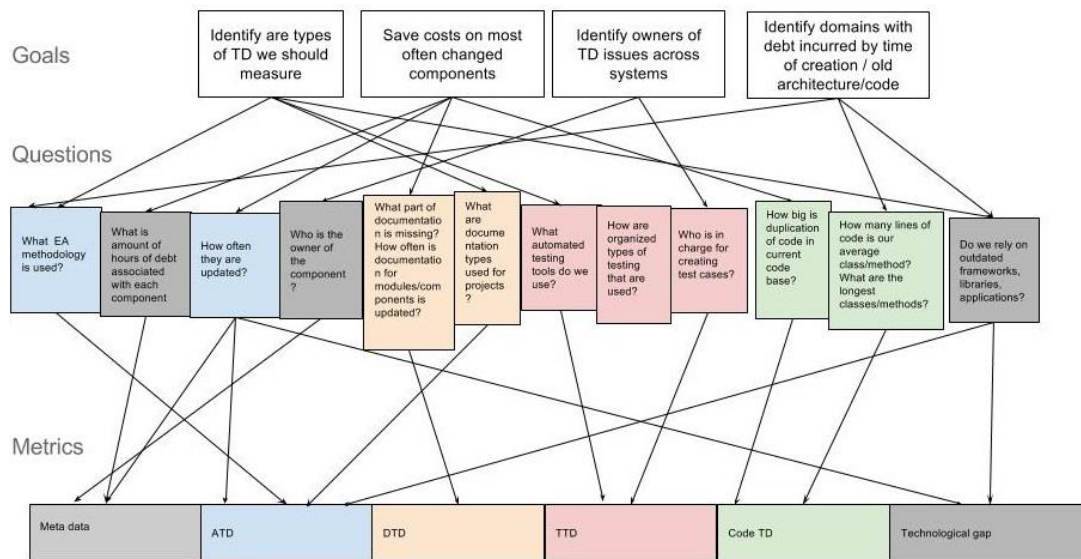 Goals
Identify are types
of TD we should
measure
Save costs on most
often changed
components
Identify owners of
TD issues across
systems
Identify domains with
debt incurred by time
of creation / old
architecture/code
Questions
What EA
methodology
is used?
What is
amount of
hours of debt
associated
with each
component
How often
they are
updated?
Who is the
owner of
the
component
?
What part of
documentatio
n is missing?
How often is
documentation
for
modules/com
ponents is
updated?
What
are
docume
ntation
types
used for
projects
?
What
automated
testing
tools do we
use?
How are
organized
types of
testing
that are
used?
Who is in
charge for
creating
test cases?
How big is
duplication
of code in
current
code
base?
How many lines of
code is our
average
class/method?
What are the
longest
classes/methods?
Do we rely on
outdated
frameworks,
libraries,
applications?
Metrics
Meta data
ATD
DTD
TTD
Code TD
Technological gap